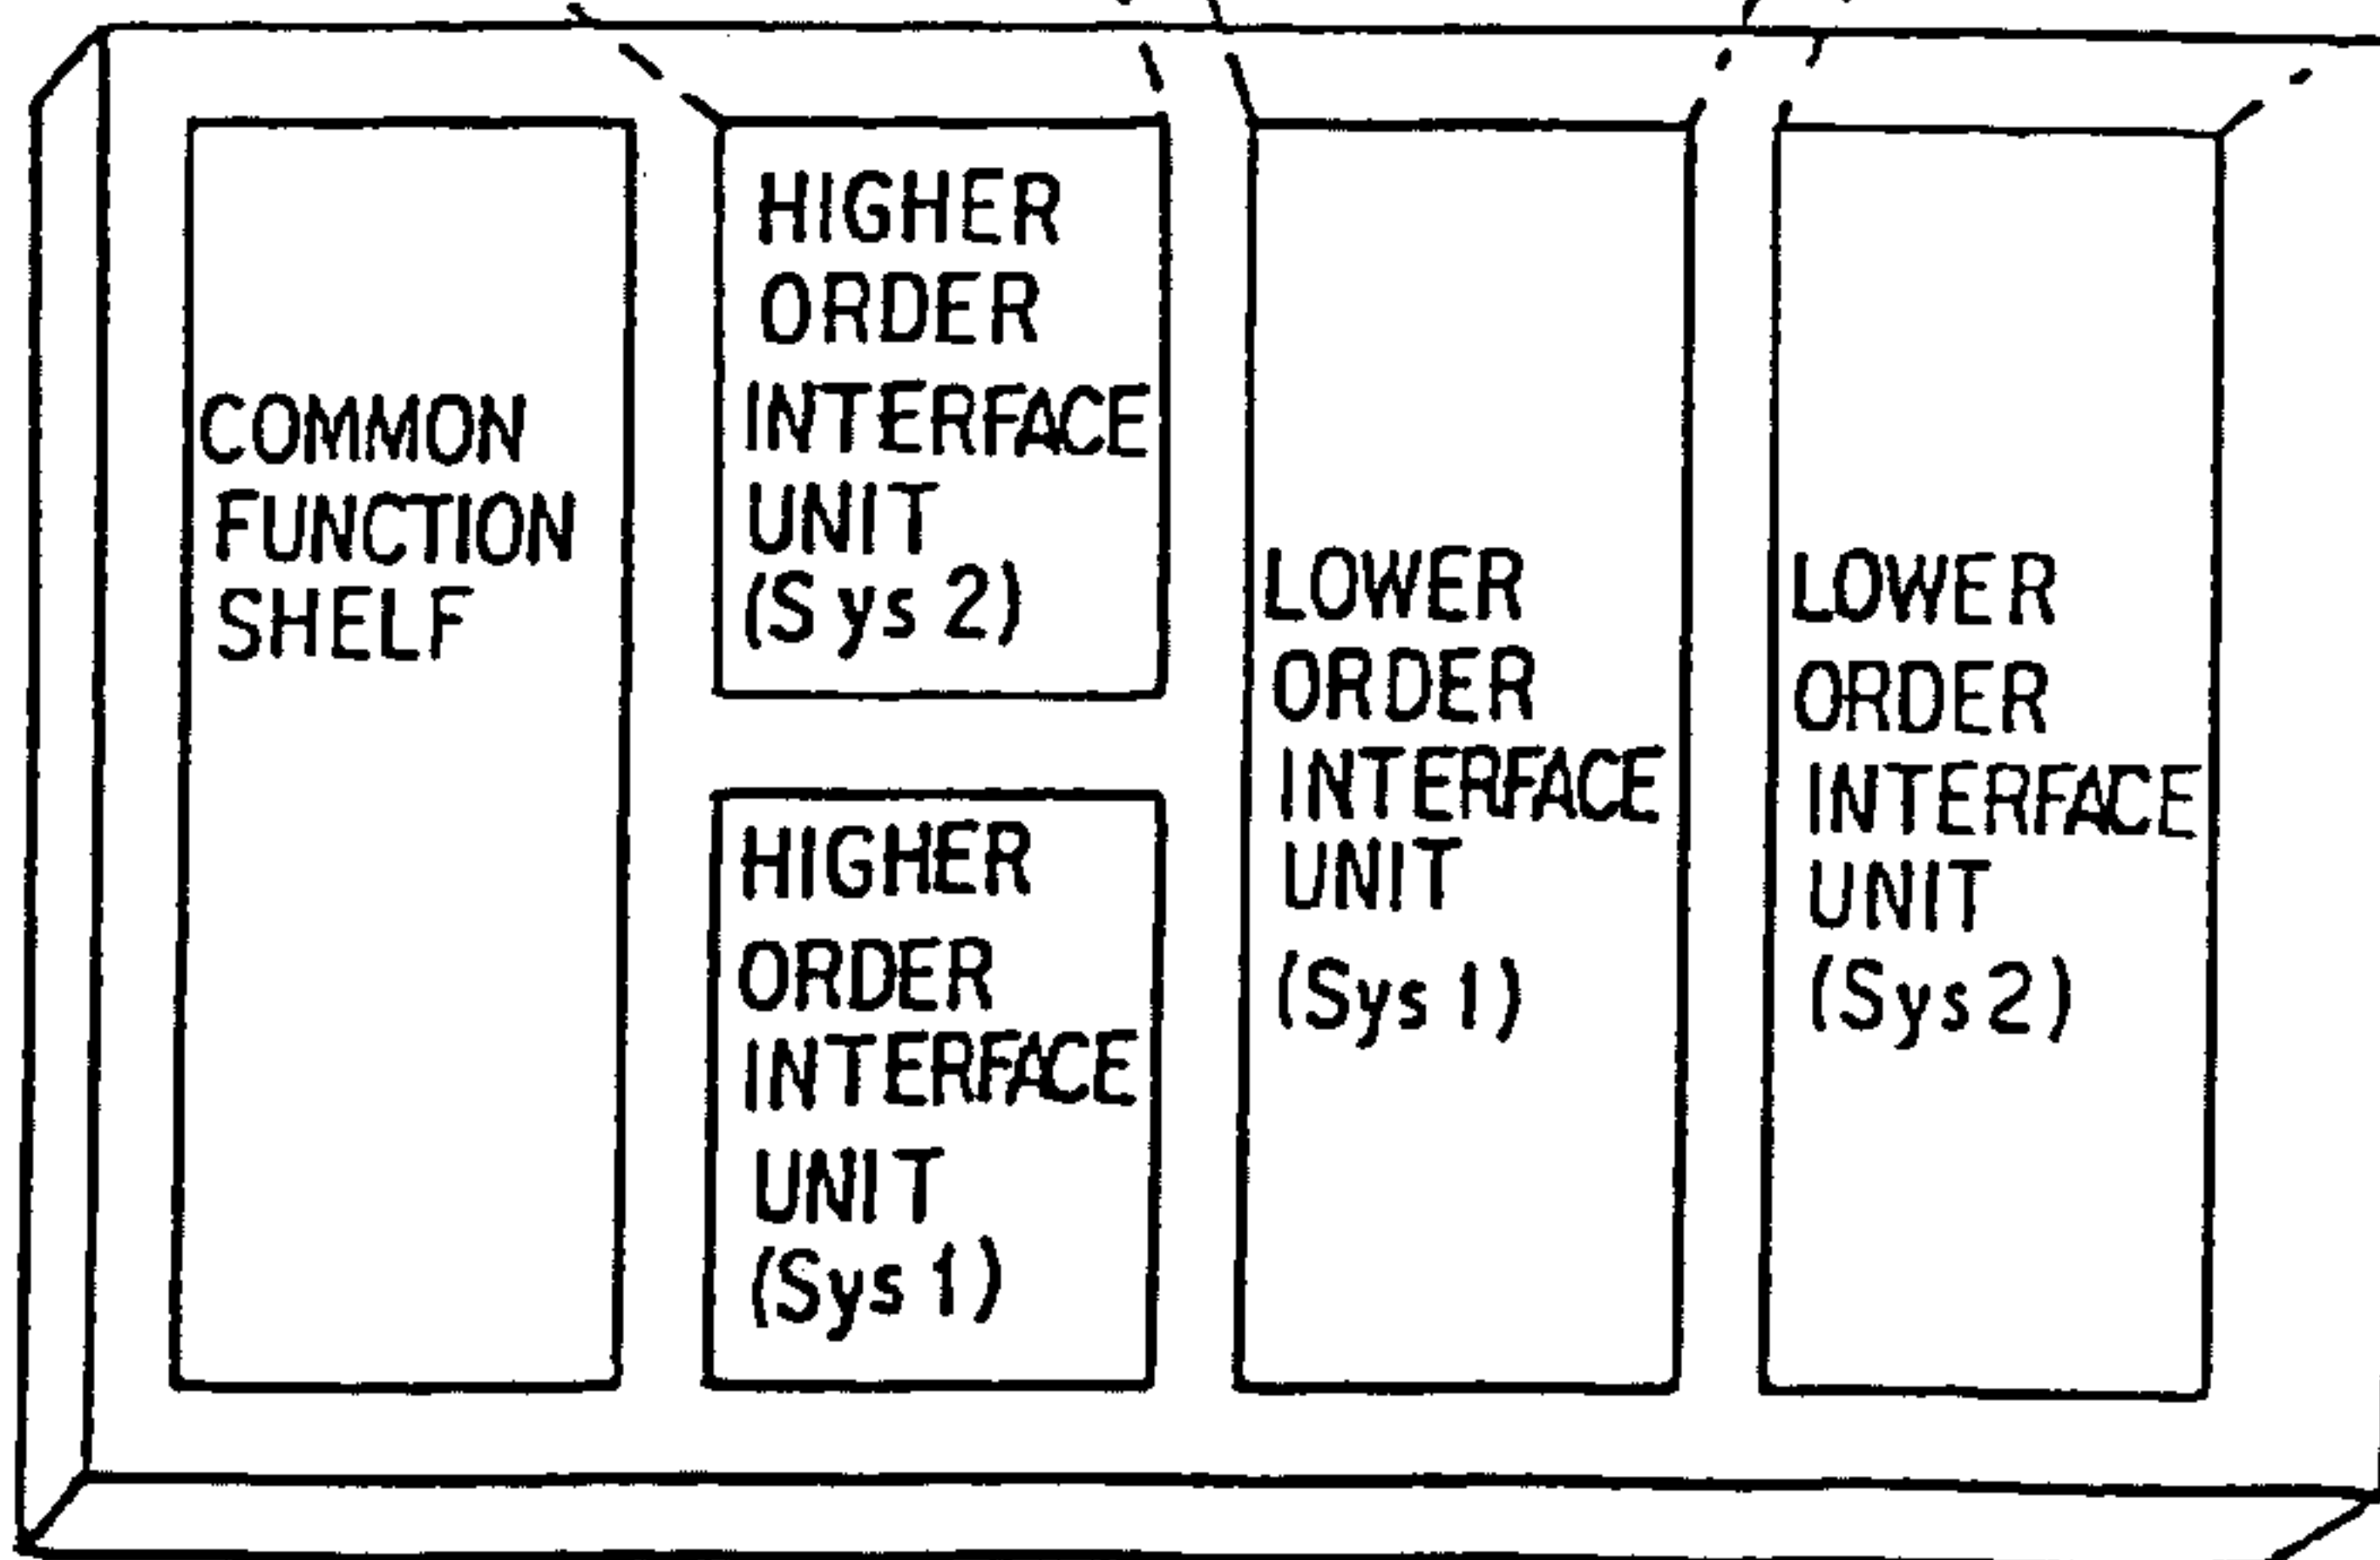 COMMON
FUNCTION
SHELF
HIGHER
ORDER
INTERFACE
UNIT
(Sys 2)
HIGHER
ORDER
INTERFACE
UNIT
(Sys 1)
LOWER
ORDER
INTERFACE
UNIT
(Sys 1)
LOWER
ORDER
INTERFACE
UNIT
(Sys 2)